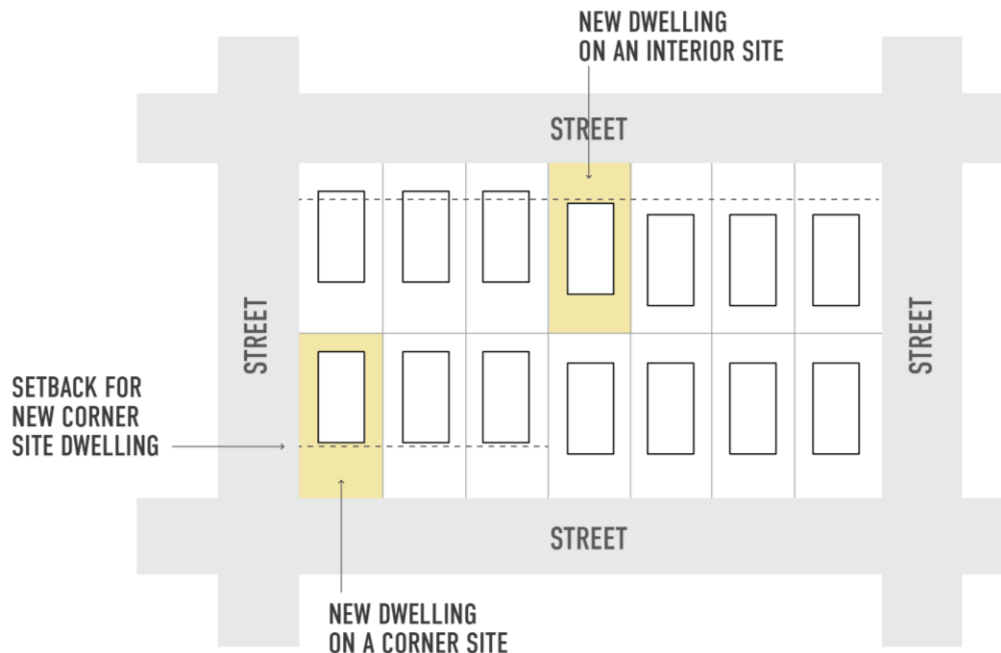 NEW DWELLING
ON AN INTERIOR SITE
STREET
STREET
STREET
SETBACK FOR
NEW CORNER
SITE DWELLING
STREET
NEW DWELLING
ON A CORNER SITE